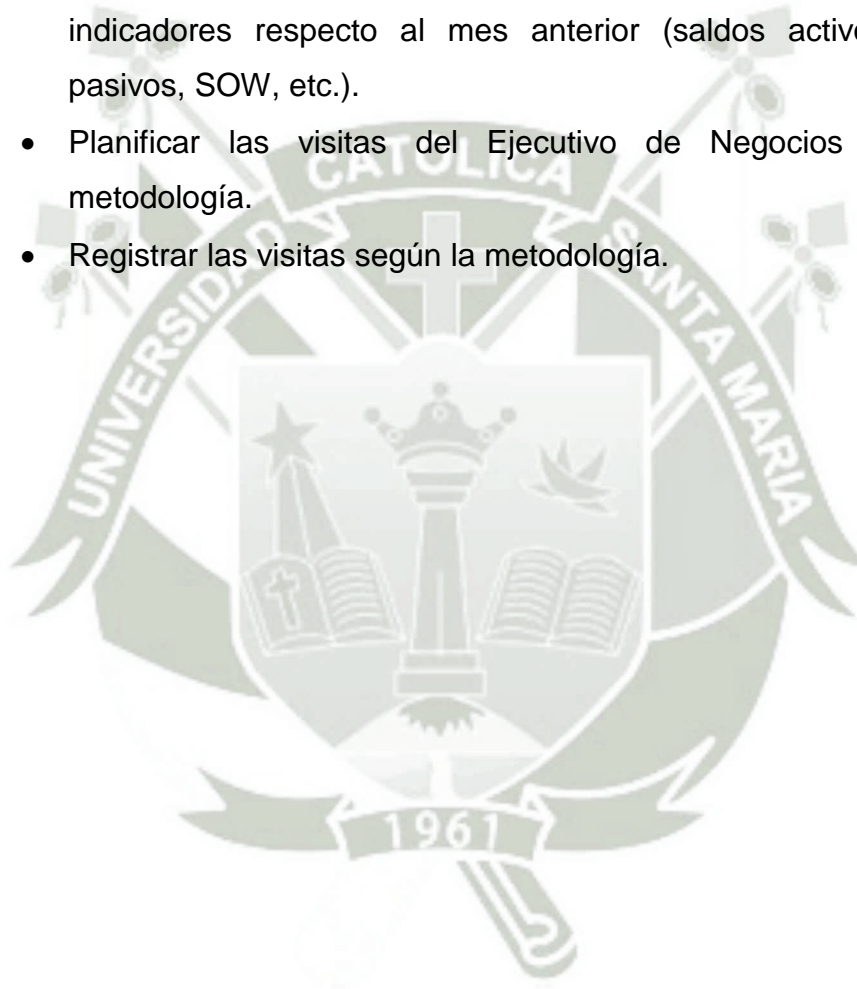 indicadores respecto al mes anterior (saldos activo
pasivos, SOW, etc.).
• Planificar las visitas del Ejecutivo de Negocios
metodología.
• Registrar las visitas según la metodología.
UNIVERSIDAD CATOLICA SANTA MARIA
1961